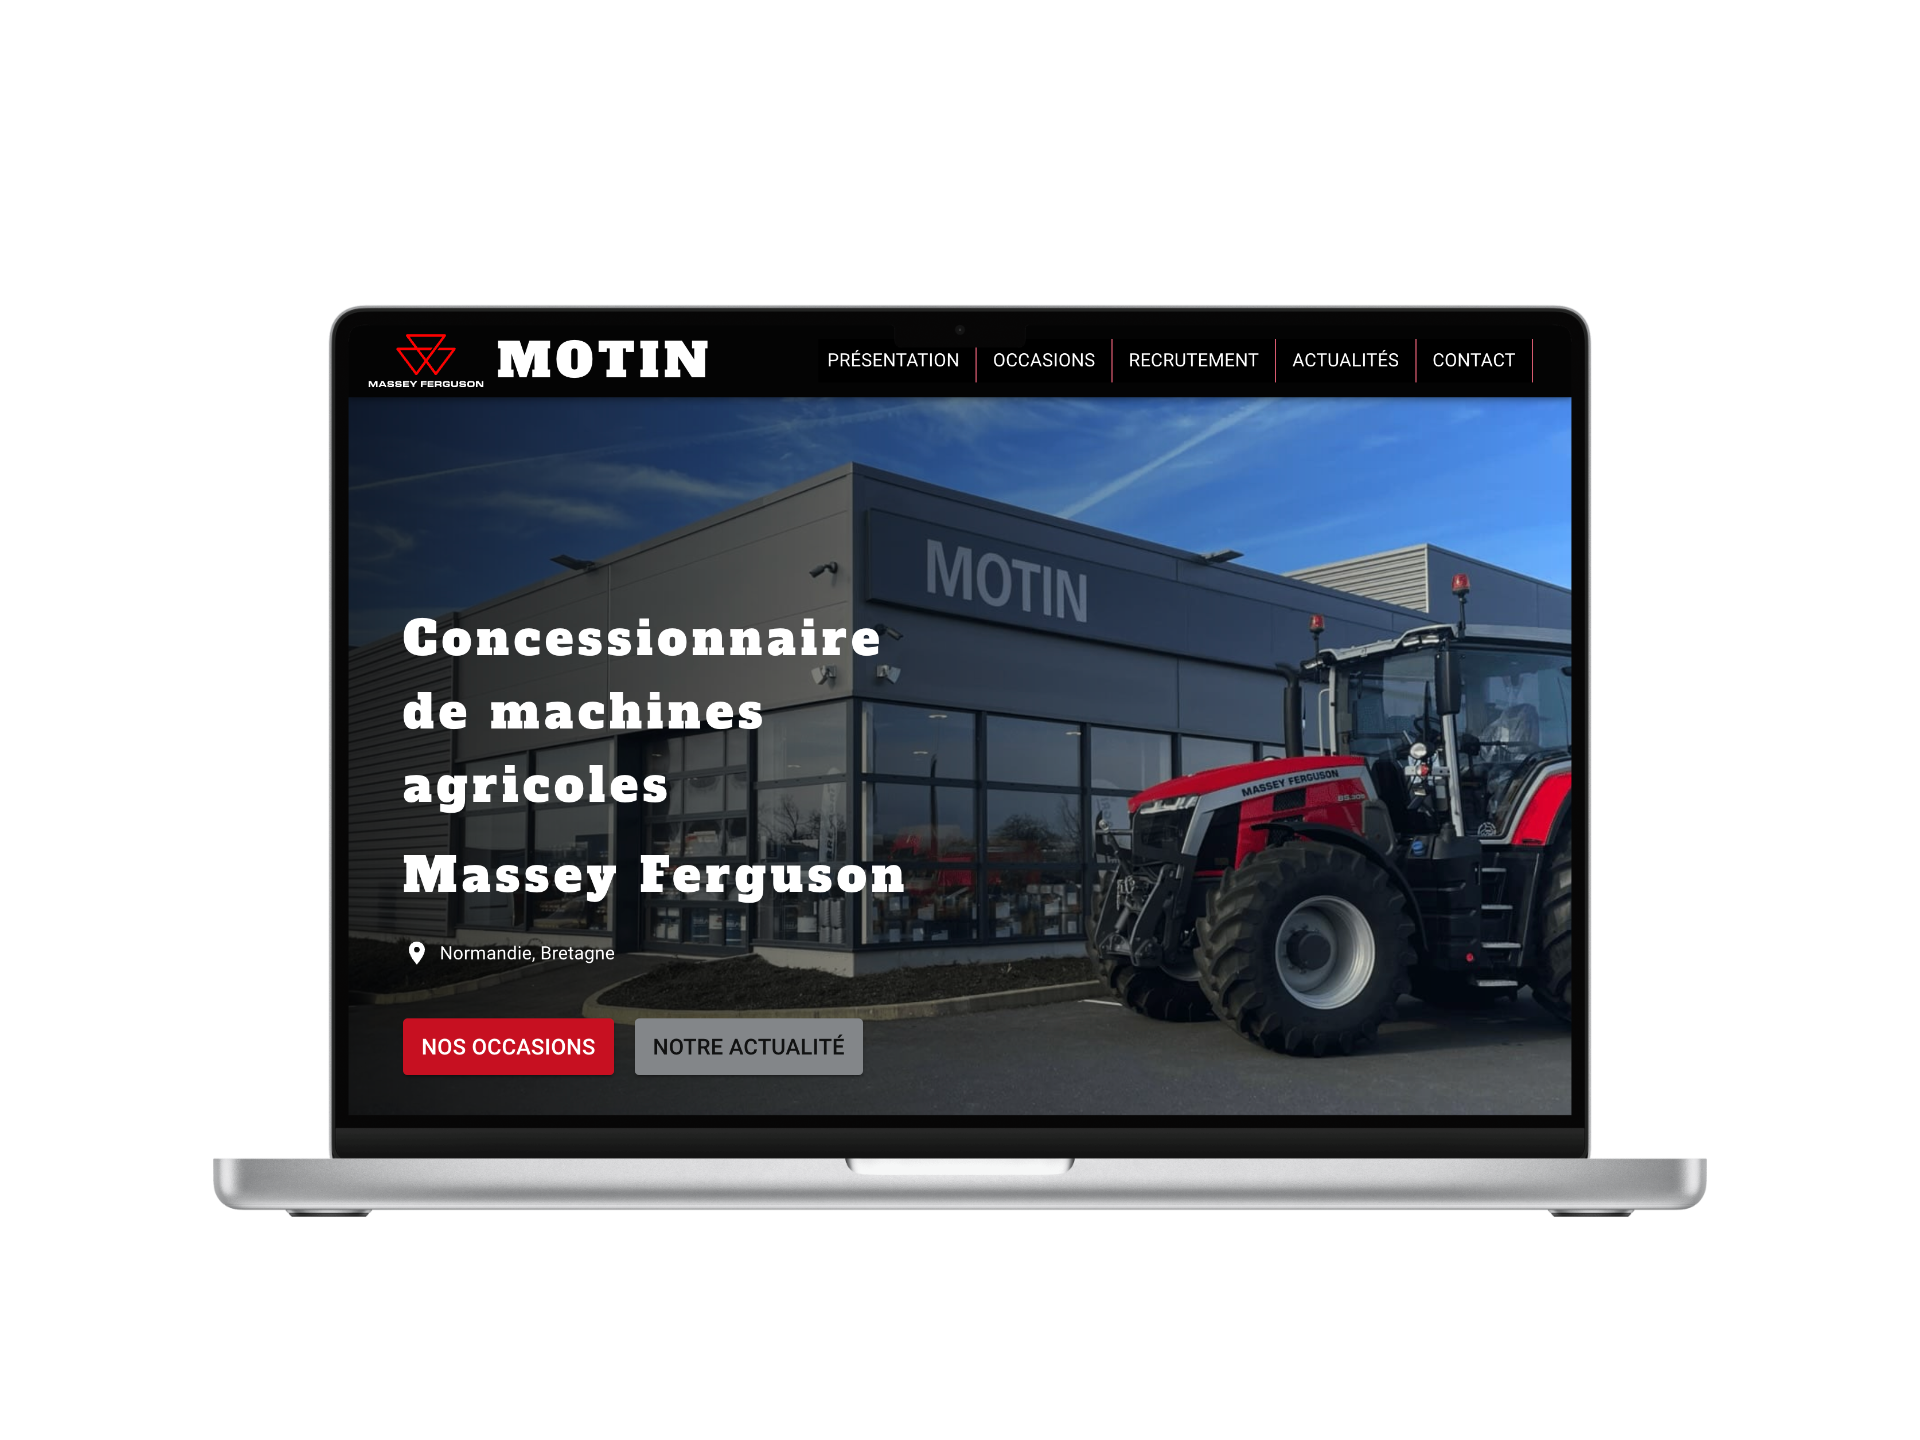 MASSEY FERGUSON
MOTIN
PRÉSENTATION
OCCASIONS
RECRUTEMENT
ACTUALITÉS
CONTACT
MOTIN
Concessionnaire
de machines
agricoles
Massey Ferguson
MASSEY FERGUSON
Normandie, Bretagne
NOS OCCASIONS
NOTRE ACTUALITÉ